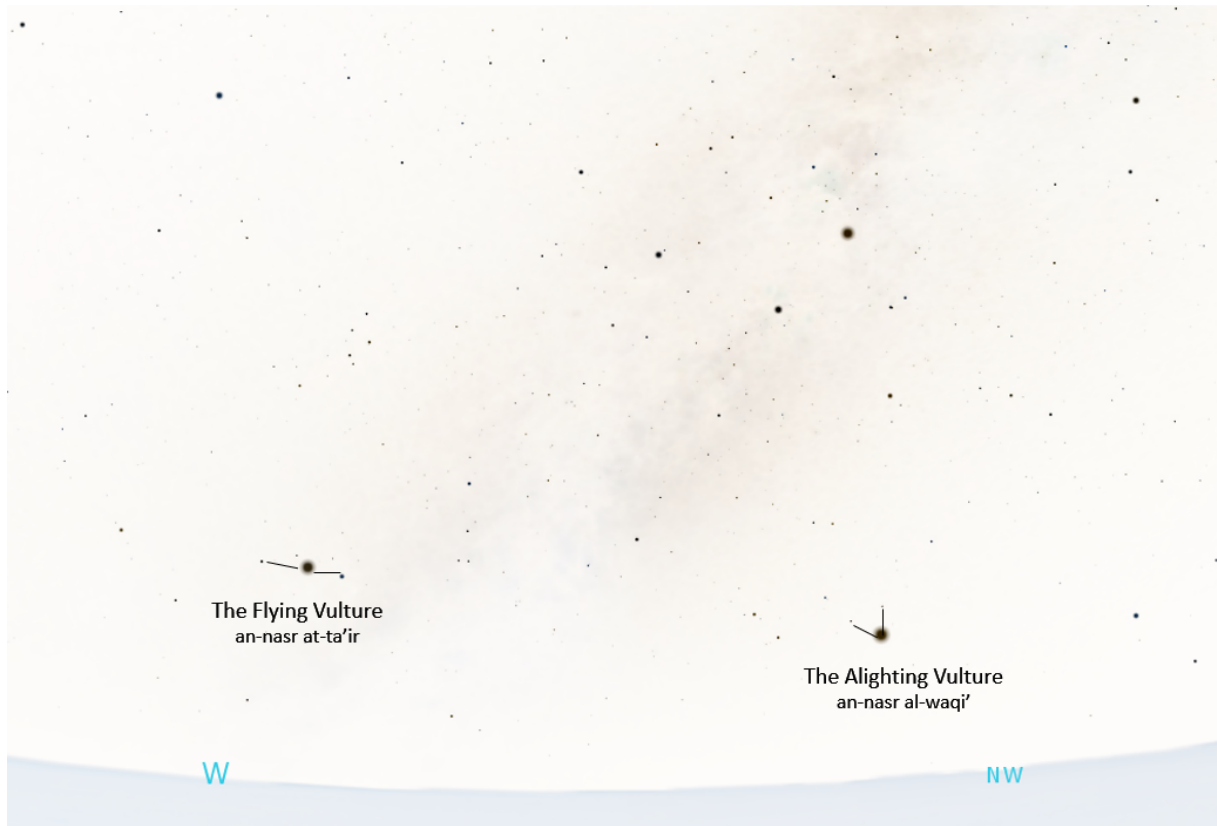 The Flying Vulture
an-nasr at-ta'ir
The Alighting Vulture
an-nasr al-waqi'
W
NW